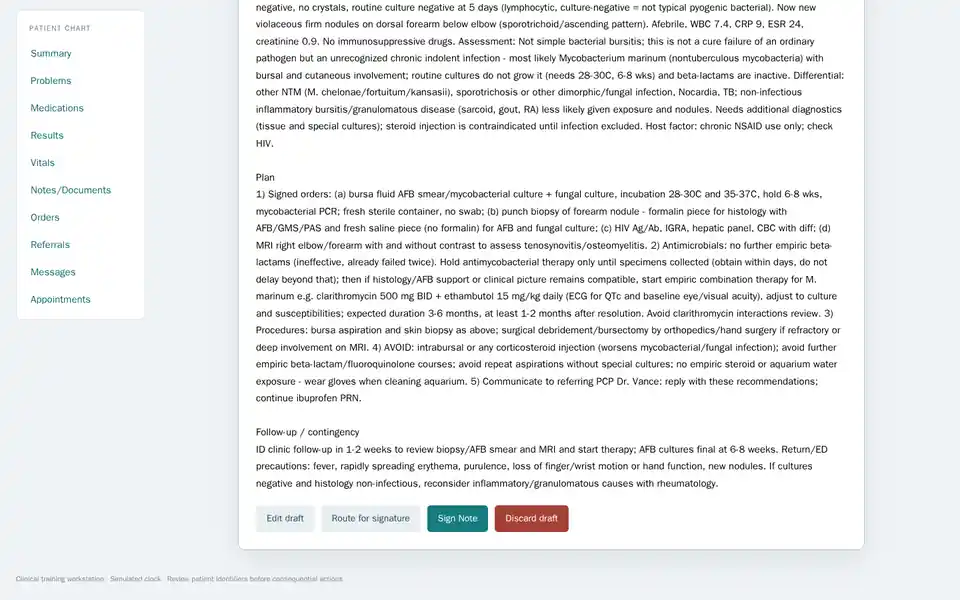 PATIENT CHART
Summary
Problems
Medications
Results
Vitals
Notes/Documents
Orders
Referrals
Messages
Appointments
negative, no crystals, routine culture negative at 5 days (lymphocytic, culture-negative = not typical pyogenic bacterial). Now new
violaceous firm nodules on dorsal forearm below elbow (sporotrichoid/ascending pattern). Afebrile, WBC 7.4, CRP 9, ESR 24,
creatinine 0.9. No immunosuppressive drugs. Assessment: Not simple bacterial bursitis; this is not a cure failure of an ordinary
pathogen but an unrecognized chronic indolent infection - most likely Mycobacterium marinum (nontuberculous mycobacteria) with
bursal and cutaneous involvement; routine cultures do not grow it (needs 28-30C, 6-8 wks) and beta-lactams are inactive. Differential:
other NTM (M. chelonae/fortuitum/kansasii), sporotrichosis or other dimorphic/fungal infection, Nocardia, TB; non-infectious
inflammatory bursitis/granulomatous disease (sarcoid, gout, RA) less likely given exposure and nodules. Needs additional diagnostics
(tissue and special cultures); steroid injection is contraindicated until infection excluded. Host factor: chronic NSAID use only; check
HIV.
Plan
1) Signed orders: (a) bursa fluid AFB smear/mycobacterial culture + fungal culture, incubation 28-30C and 35-37C, hold 6-8 wks,
mycobacterial PCR; fresh sterile container, no swab; (b) punch biopsy of forearm nodule - formalin piece for histology with
AFB/GMS/PAS and fresh saline piece (no formalin) for AFB and fungal culture; (c) HIV Ag/Ab, IGRA, hepatic panel, CBC with diff; (d)
MRI right elbow/forearm with and without contrast to assess tenosynovitis/osteomyelitis. 2) Antimicrobials: no further empiric beta-
lactams (ineffective, already failed twice). Hold antimycobacterial therapy only until specimens collected (obtain within days, do not
delay beyond that); then if histology/AFB support or clinical picture remains compatible, start empiric combination therapy for M.
marinum e.g. clarithromycin 500 mg BID + ethambutol 15 mg/kg daily (ECG for QTc and baseline eye/visual acuity), adjust to culture
and susceptibilities; expected duration 3-6 months, at least 1-2 months after resolution. Avoid clarithromycin interactions review. 3)
Procedures: bursa aspiration and skin biopsy as above; surgical debridement/bursectomy by orthopedics/hand surgery if refractory or
deep involvement on MRI. 4) AVOID: intrabursal or any corticosteroid injection (worsens mycobacterial/fungal infection); avoid further
empiric beta-lactam/fluoroquinolone courses; avoid repeat aspirations without special cultures; no empiric steroid or aquarium water
exposure - wear gloves when cleaning aquarium. 5) Communicate to referring PCP Dr. Vance: reply with these recommendations;
continue ibuprofen PRN.
Follow-up / contingency
ID clinic follow-up in 1-2 weeks to review biopsy/AFB smear and MRI and start therapy; AFB cultures final at 6-8 weeks. Return/ED
precautions: fever, rapidly spreading erythema, purulence, loss of finger/wrist motion or hand function, new nodules. If cultures
negative and histology non-infectious, reconsider inflammatory/granulomatous causes with rheumatology.
Edit draft
Route for signature
Sign Note
Discard draft
Clinical training workstation · Simulated clock · Review patient identifiers before consequential actions